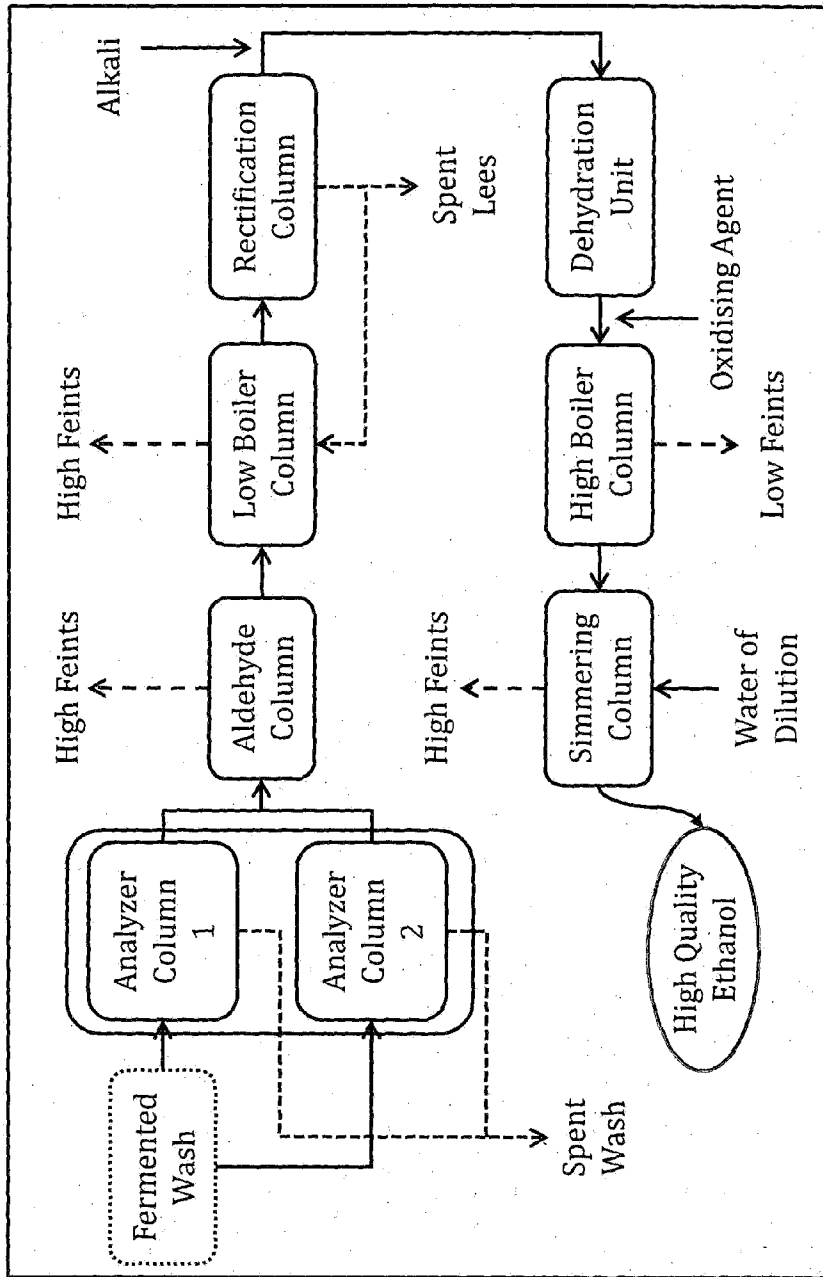 Fermented
Wash
Analyzer
Column
1
Analyzer
Column
2
Spent
Wash
High Feints
Aldehyde
Column
High Feints
Low Boiler
Column
Rectification
Column
Alkali
Spent
Lees
Dehydration
Unit
Oxidising Agent
High Boiler
Column
Low Feints
High Feints
Simmering
Column
Water of
Dilution
High Quality
Ethanol